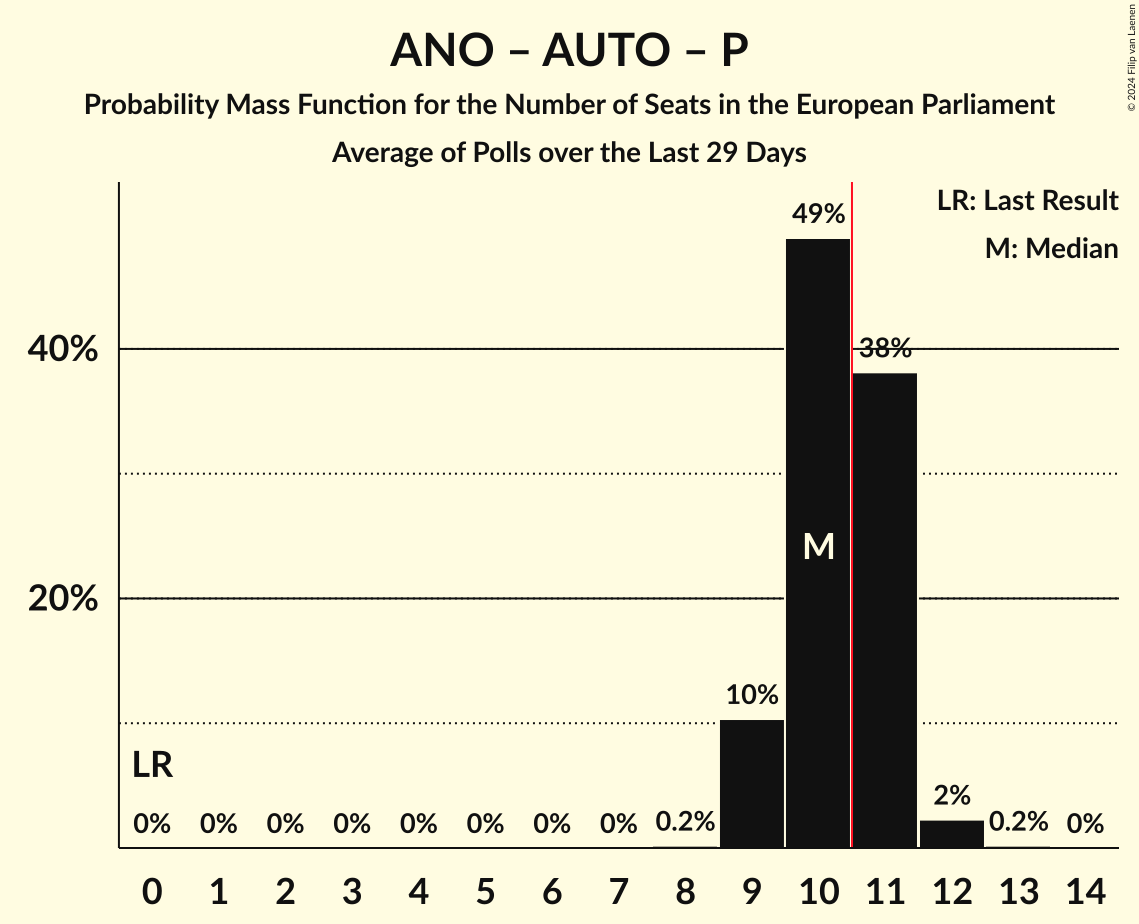 ANO – AUTO – P
Probability Mass Function for the Number of Seats in the European Parliament
Average of Polls over the Last 29 Days
© 2024 Filip van Laenen
LR: Last Result
M: Median
49%
40%
38%
M
20%
10%
LR
0% 0% 0% 0% 0% 0% 0% 0% 0.2% 2% 0.2% 0%
0 1 2 3 4 5 6 7 8 9 10 11 12 13 14